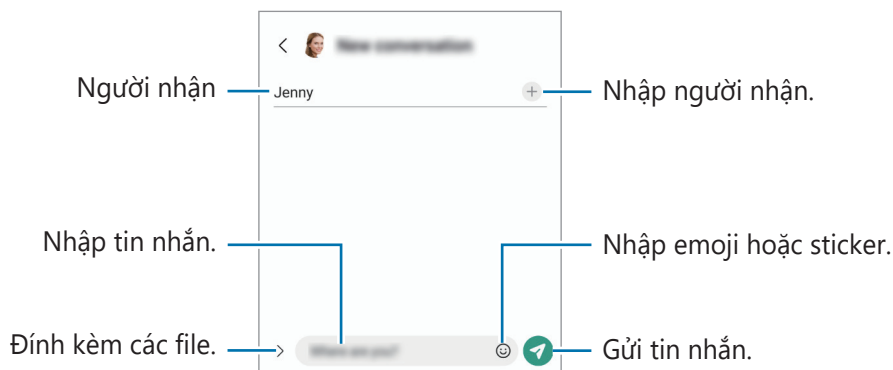 New conversation
Người nhận
Jenny
Nhập người nhận.
Nhập tin nhắn.
Nhập emoji hoặc sticker.
Đính kèm các file.
Where are you?
Gửi tin nhắn.